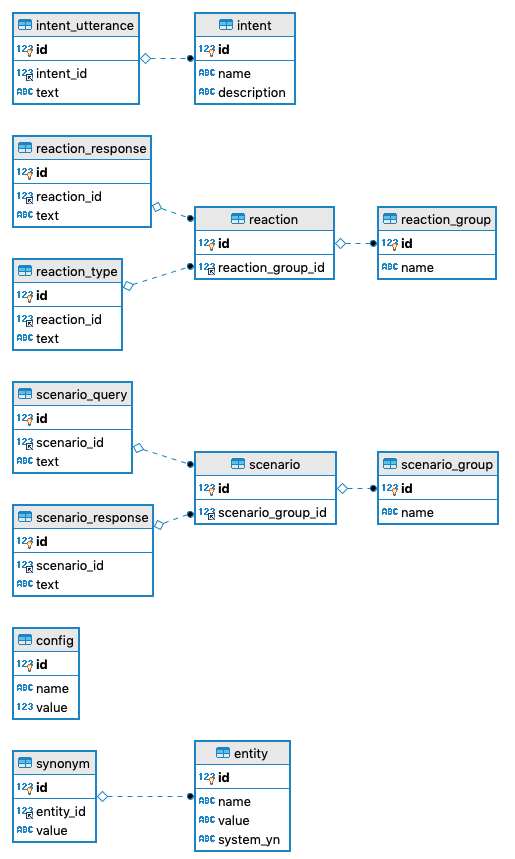 intent_utterance
123 id
123 intent_id
ABC text
intent
123 id
ABC name
ABC description
reaction_response
123 id
123 reaction_id
ABC text
reaction_type
123 id
123 reaction_id
ABC text
reaction
123 id
123 reaction_group_id
reaction_group
123 id
ABC name
scenario_query
123 id
123 scenario_id
ABC text
scenario_response
123 id
123 scenario_id
ABC text
scenario
123 id
123 scenario_group_id
scenario_group
123 id
ABC name
config
123 id
ABC name
123 value
synonym
123 id
123 entity_id
ABC value
entity
123 id
ABC name
ABC value
ABC system_yn